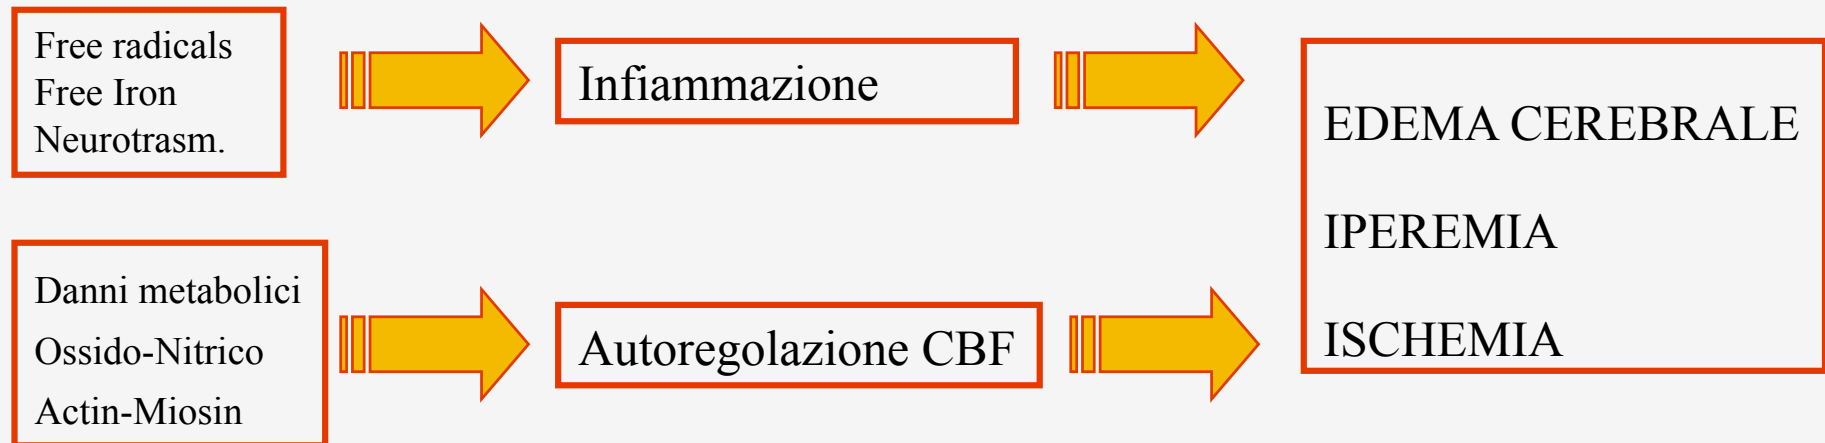 Free radicals
Free Iron
Neurotrasm.
Infiammazione
Danni metabolici
Ossido-Nitrico
Actin-Miosin
Autoregolazione CBF
EDEMA CEREBRALE
IPEREMIA
ISCHEMIA